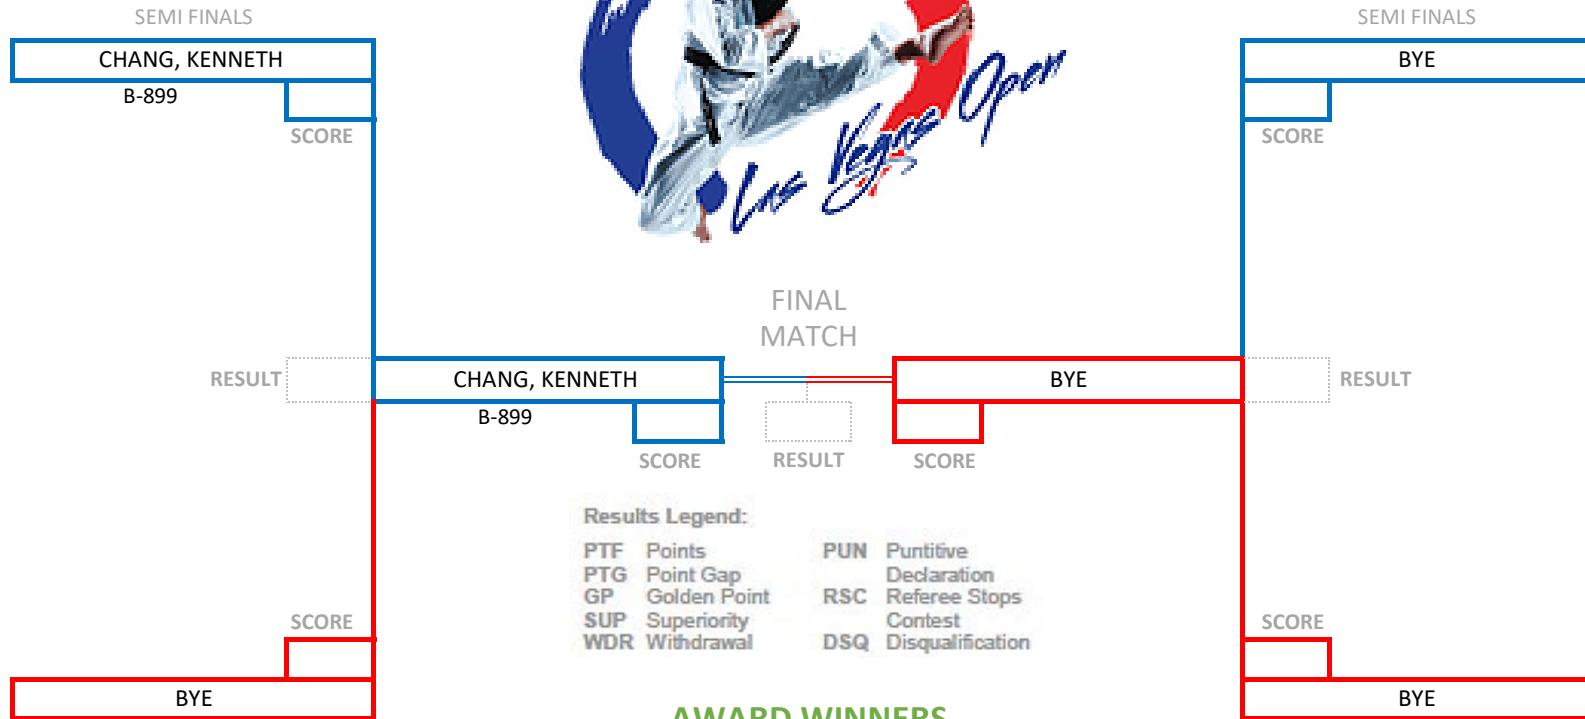 SEMI FINALS
SEMI FINALS
CHANG, KENNETH
BYE
B-899
SCORE
SCORE
Las Vegas Open
FINAL
MATCH
RESULT
CHANG, KENNETH
BYE
RESULT
B-899
SCORE
RESULT
SCORE
Results Legend:
PTF Points
PTG Point Gap
GP Golden Point
SUP Superiority
WDR Withdrawal
PUN Puntitive
Declaration
RSC Referee Stops
Contest
DSQ Disqualification
SCORE
SCORE
BYE
BYE
AWARD WINNERS